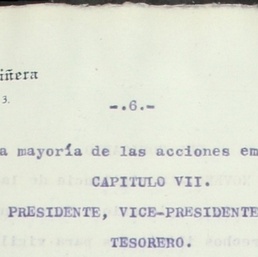 iñera
3.
-.6.-
a mayoría de las acciones em
CAPITULO VII.
PRESIDENTE, VICE-PRESIDENTE
TESORERO.